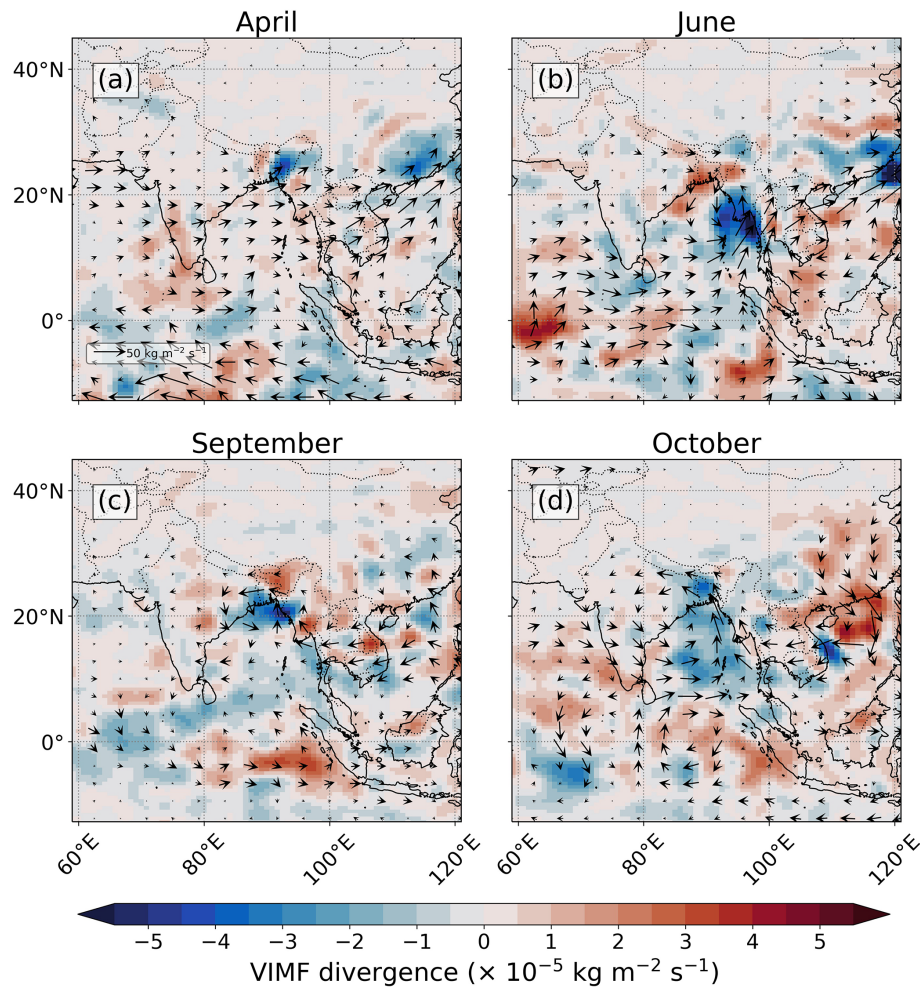 April
June
40°N
20°N
0°
(a)
(b)
50 kg m⁻² s⁻¹
September
October
40°N
20°N
0°
(c)
(d)
60°E 80°E 100°E 120°E 60°E 80°E 100°E 120°E
−5 −4 −3 −2 −1 0 1 2 3 4 5
VIMF divergence (× 10⁻⁵ kg m⁻² s⁻¹)